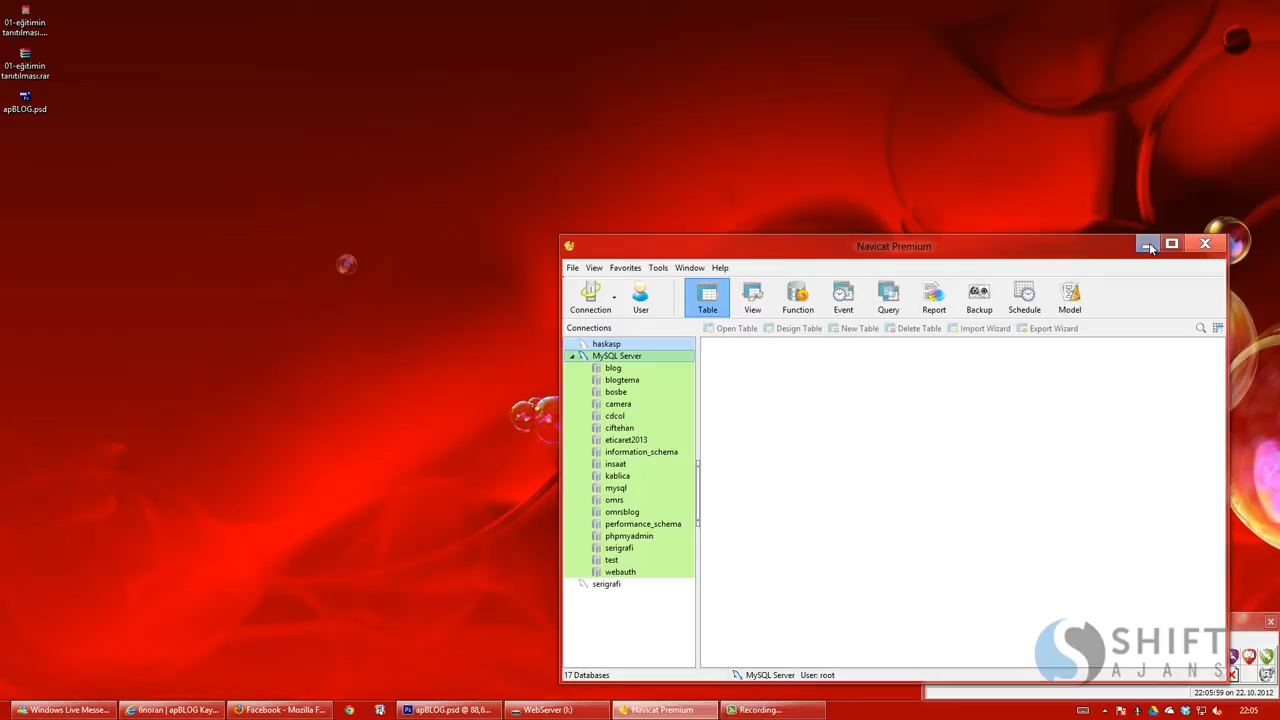 01-eğitimin
tanıtılması....
01-eğitimin
tanıtılması.rar
apBLOG.psd
Navicat Premium
File View Favorites Tools Window Help
Connection User Table View Function Event Query Report Backup Schedule Model
Connections
Open Table Design Table New Table Delete Table Import Wizard Export Wizard
haskasp
MySQL Server
blog
blogtema
bosbe
camera
cdcol
ciftehan
eticaret2013
information_schema
insaat
kablica
mysql
omrs
omrsblog
performance_schema
phpmyadmin
serigrafi
test
webauth
serigrafi
17 Databases
MySQL Server User: root
SHIFT
AJANS
22:05:59 on 22.10.2012
Windows Live Messe...
6noran | apBLOG Kay...
Facebook - Mozilla F...
apBLOG.psd @ 88,6...
WebServer (I:)
Navicat Premium
Recording...
22:05